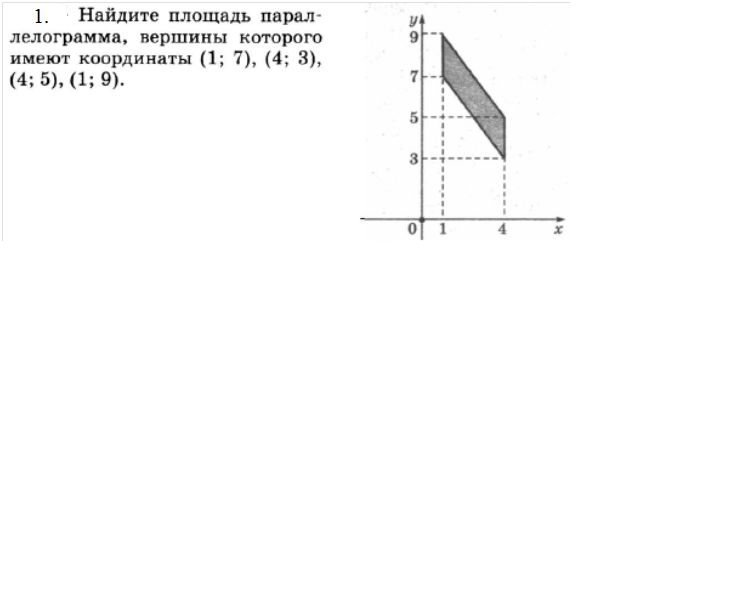 1. Найдите площадь парал-
лелограмма, вершины которого
имеют координаты (1; 7), (4; 3),
(4; 5), (1; 9).
y
9
7
5
3
0 1 4 x